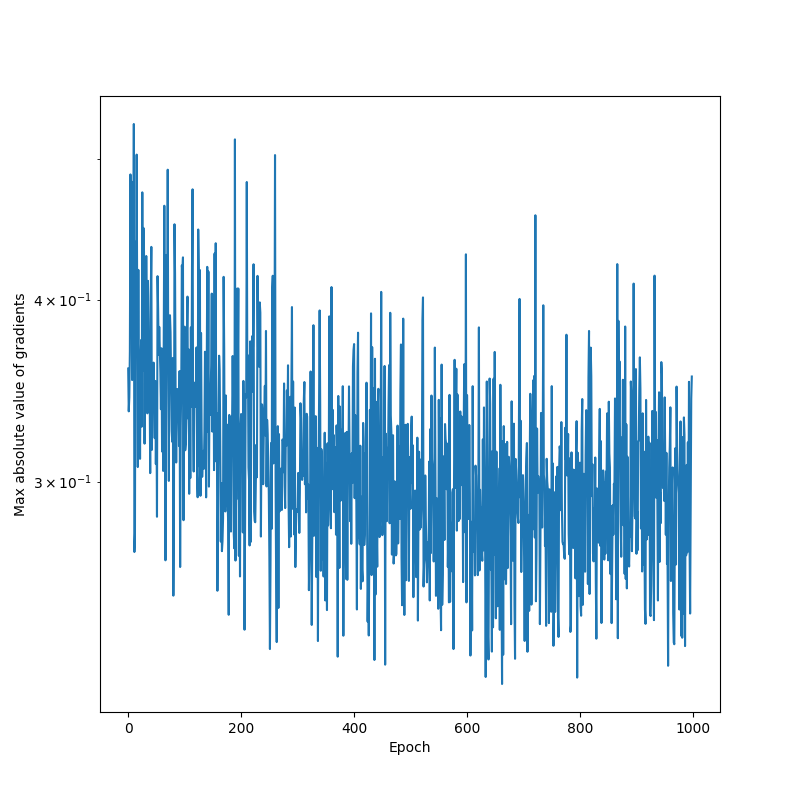 Max absolute value of gradients
4 × 10⁻¹
3 × 10⁻¹
0 200 400 600 800 1000
Epoch